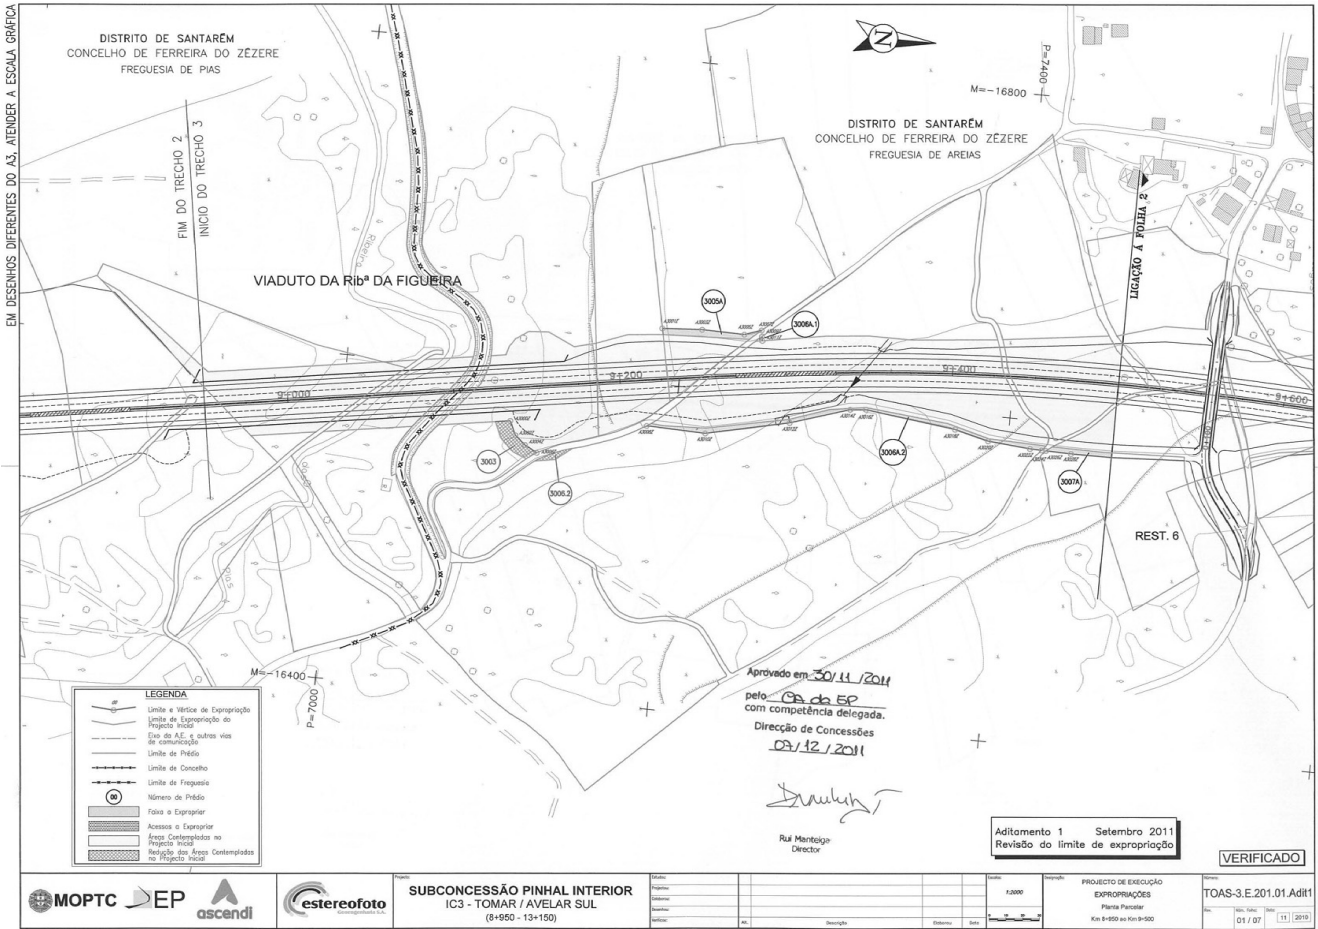 EM DESENHOS DIFERENTES DO A3, ATENDER A ESCALA GRÁFICA
DISTRITO DE SANTARÉM
CONCELHO DE FERREIRA DO ZÊZERE
FREGUESIA DE PIAS
FIM DO TRECHO 2
INICIO DO TRECHO 3
N
P=7400
M=-16800
DISTRITO DE SANTARÉM
CONCELHO DE FERREIRA DO ZÊZERE
FREGUESIA DE AREIAS
LIGAÇÃO Á FOLHA 2
Ribeira
VIADUTO DA Ribª DA FIGUEIRA
3005A
3006A.1
9+000
9+200
9+400
9+600
3003
3006A.2
3007A
das
Pias
REST. 6
M=-16400
P=7000
Aprovado em 30/11/2011
pelo CA da EP
com competência delegada.
Direcção de Concessões
07/12/2011
Rui Manteiga
Director
LEGENDA
Limite e Vértice de Expropriação
Limite de Expropriação do
Projecto Inicial
Eixo da A.E. e outras vias
de comunicação
Limite de Prédio
Limite de Concelho
Limite de Freguesia
00
Número de Prédio
Faixa a Expropriar
Acessos a Expropriar
Áreas Contempladas no
Projecto Inicial
Redução das Áreas Contempladas
no Projecto Inicial
Aditamento 1 Setembro 2011
Revisão do limite de expropriação
VERIFICADO
MOPTC
EP
ascendi
estereofoto
Projecto:
SUBCONCESSÃO PINHAL INTERIOR
IC3 - TOMAR / AVELAR SUL
(8+950 - 13+150)
Descrição
Data
1:2000
PROJECTO DE EXECUÇÃO
EXPROPRIAÇÕES
Planta Parcelar
Km 8+950 ao Km 9+500
TOAS-3.E.201.01.Adit1
01 / 07
11 2010